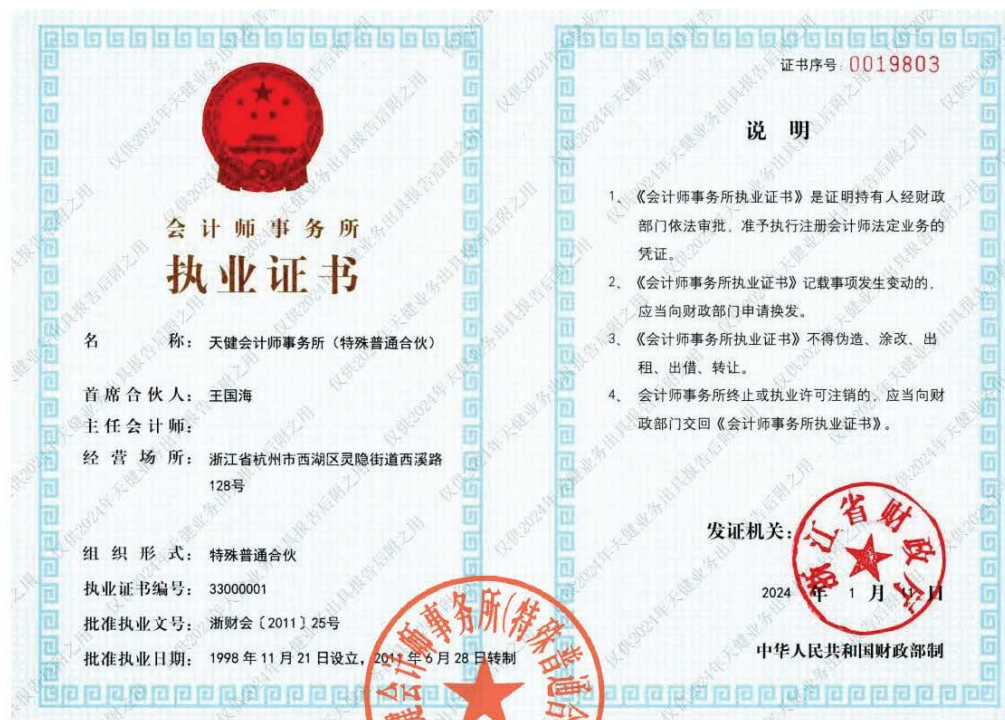 会计师事务所
执业证书
名称：天健会计师事务所（特殊普通合伙）
首席合伙人：王国海
主任会计师：
经营场所：浙江省杭州市西湖区灵隐街道西溪路
128号
组织形式：特殊普通合伙
执业证书编号：33000001
批准执业文号：浙财会〔2011〕25号
批准执业日期：1998年11月21日设立，2011年6月28日转制
会计师事务所(特殊普通合
证书序号：0019803
说明
1、《会计师事务所执业证书》是证明持有人经财政
部门依法审批，准予执行注册会计师法定业务的
凭证。
2、《会计师事务所执业证书》记载事项发生变动的，
应当向财政部门申请换发。
3、《会计师事务所执业证书》不得伪造、涂改、出
租、出借、转让。
4、会计师事务所终止或执业许可注销的，应当向财
政部门交回《会计师事务所执业证书》。
发证机关：
浙江省财政厅
2024年1月日
中华人民共和国财政部制
仅供2024年天健业务出具报告后附之用